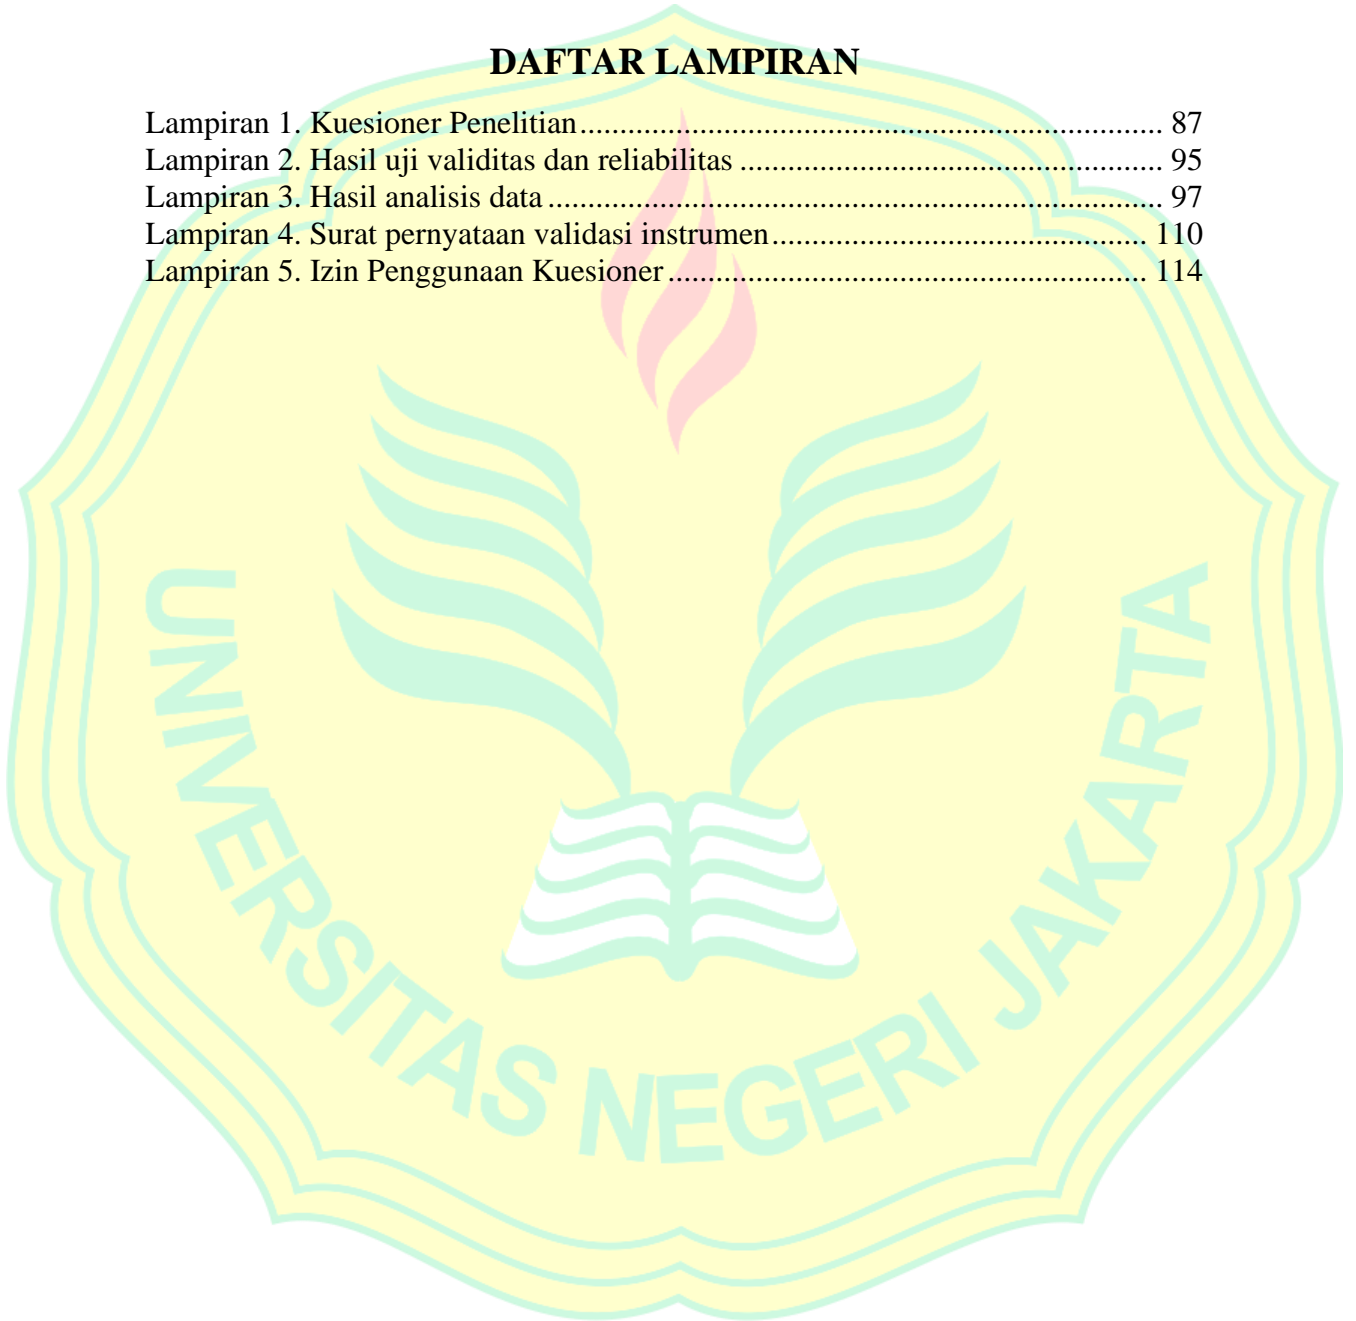 DAFTAR LAMPIRAN
Lampiran 1. Kuesioner Penelitian......................................................................... 87
Lampiran 2. Hasil uji validitas dan reliabilitas ..................................................... 95
Lampiran 3. Hasil analisis data ............................................................................. 97
Lampiran 4. Surat pernyataan validasi instrumen............................................... 110
Lampiran 5. Izin Penggunaan Kuesioner ............................................................ 114
UNIVERSITAS NEGERI JAKARTA